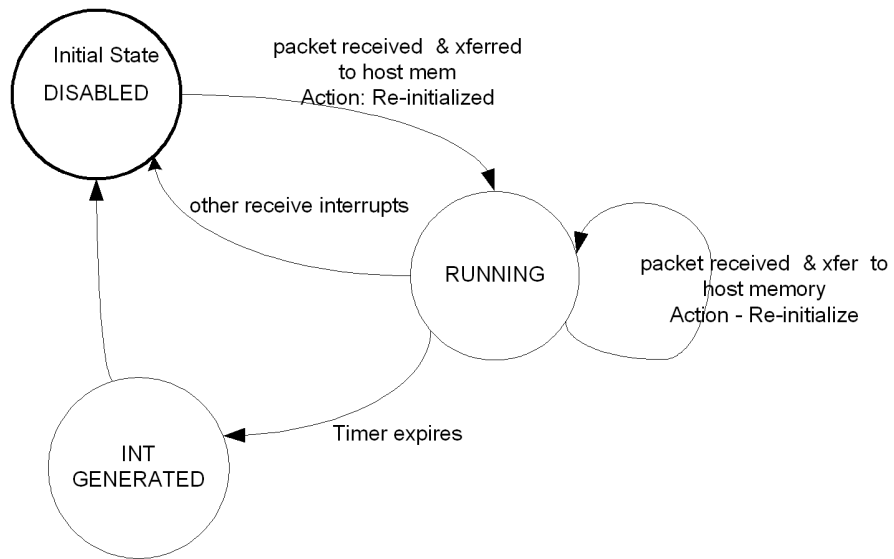 Initial State
DISABLED
packet received & xferred
to host mem
Action: Re-initialized
other receive interrupts
RUNNING
packet received & xfer to
host memory
Action - Re-initialize
Timer expires
INT
GENERATED